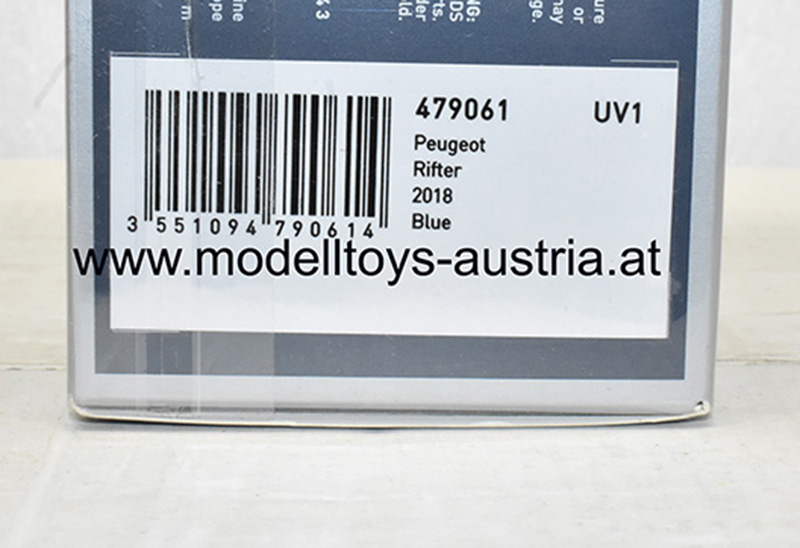 479061 UV1
Peugeot
Rifter
2018
Blue
3 551094 790614
www.modelltoys-austria.at